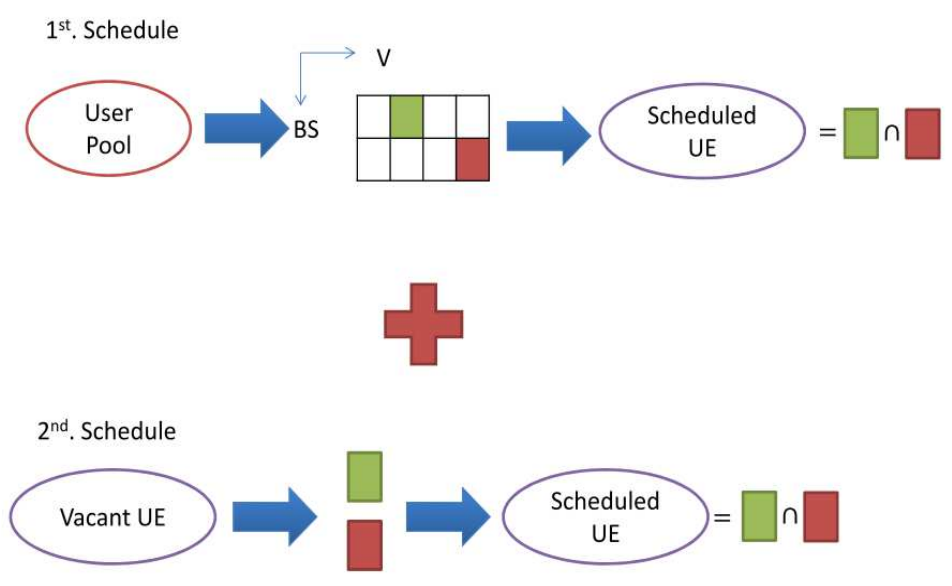 1st. Schedule
V
User
Pool
BS
Scheduled
UE
= ∩
2nd. Schedule
Vacant UE
Scheduled
UE
= ∩